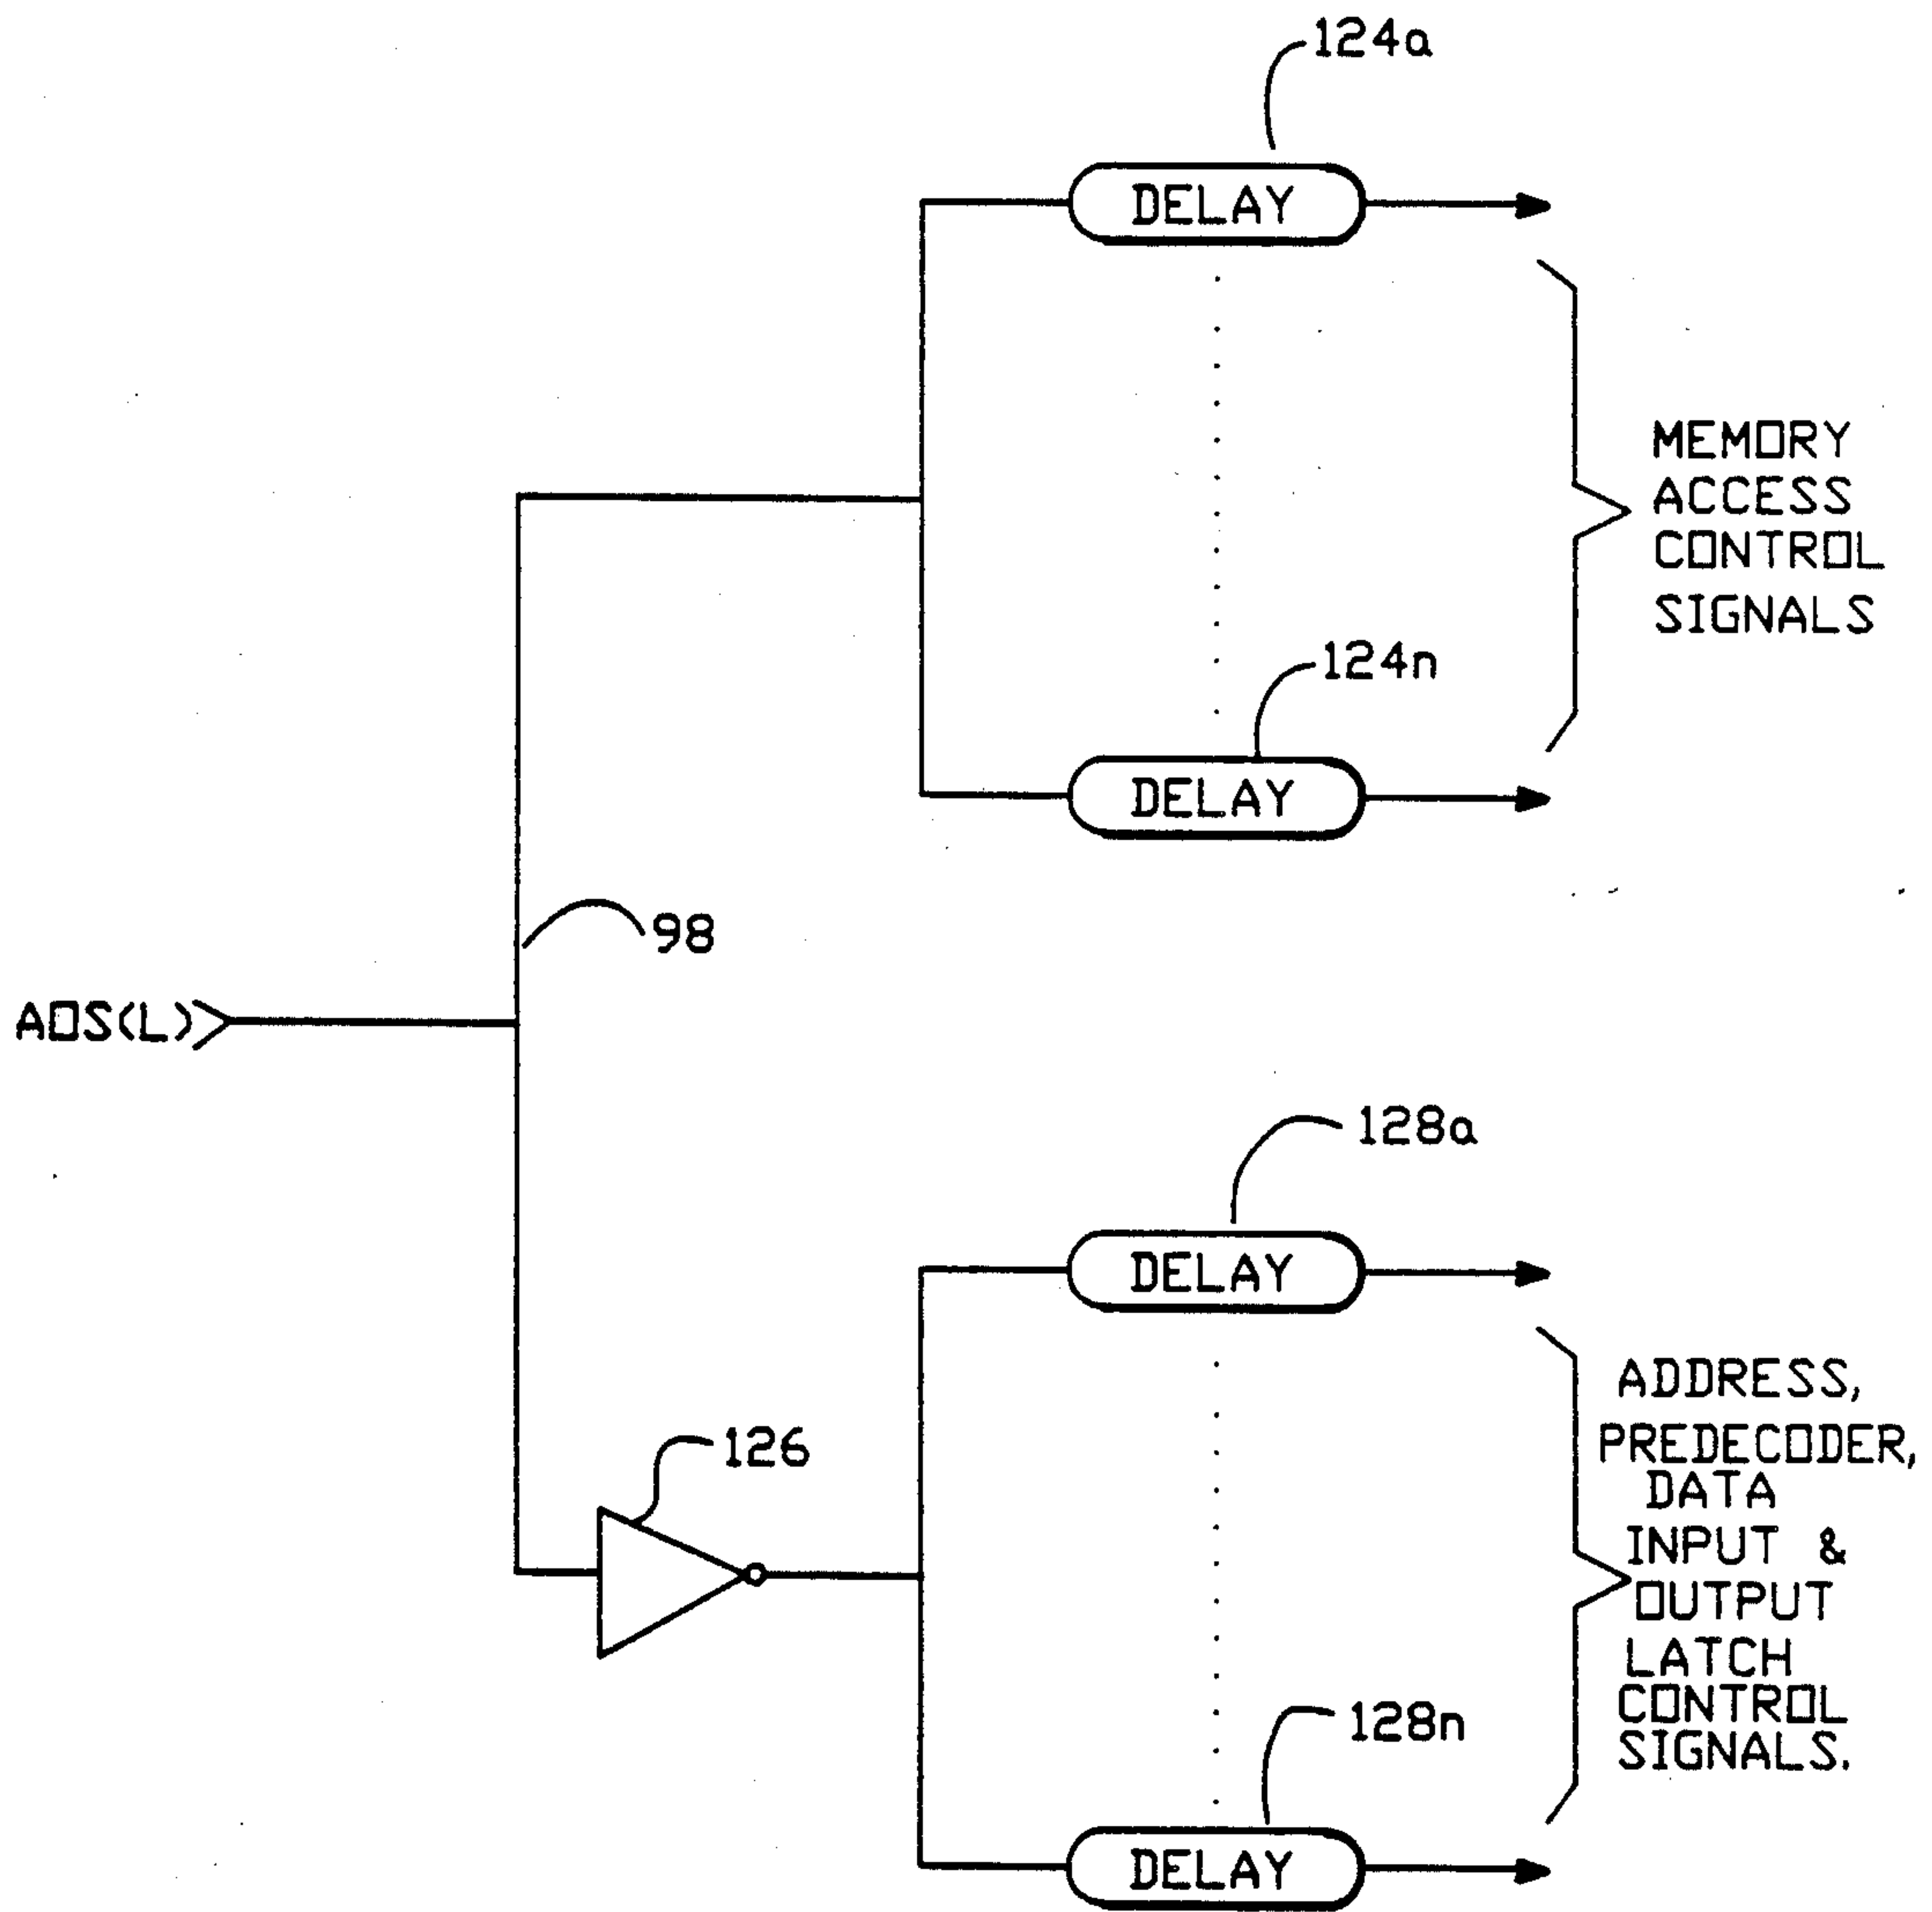 124a
DELAY
MEMORY
ACCESS
CONTROL
SIGNALS
124n
DELAY
98
ADS(L)
128a
DELAY
ADDRESS,
PREDECODER,
DATA
INPUT &
OUTPUT
LATCH
CONTROL
SIGNALS.
126
128n
DELAY